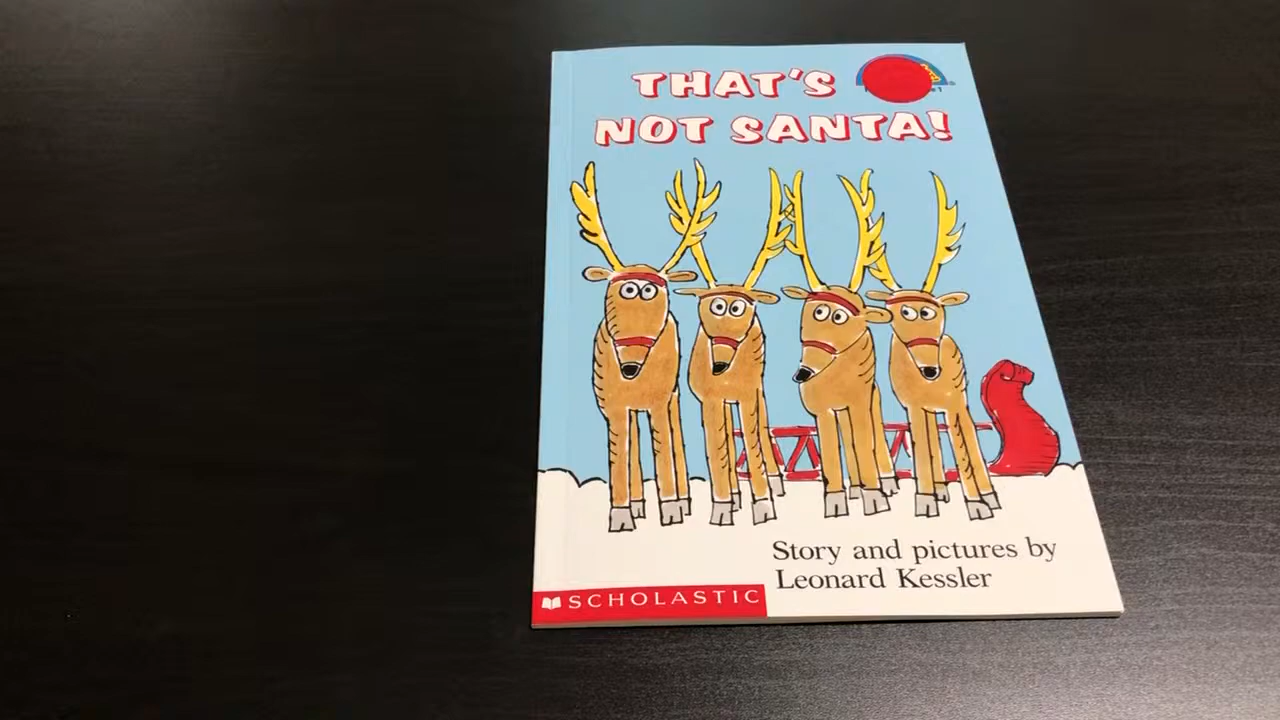 THAT'S
NOT SANTA!
Story and pictures by
Leonard Kessler
SCHOLASTIC